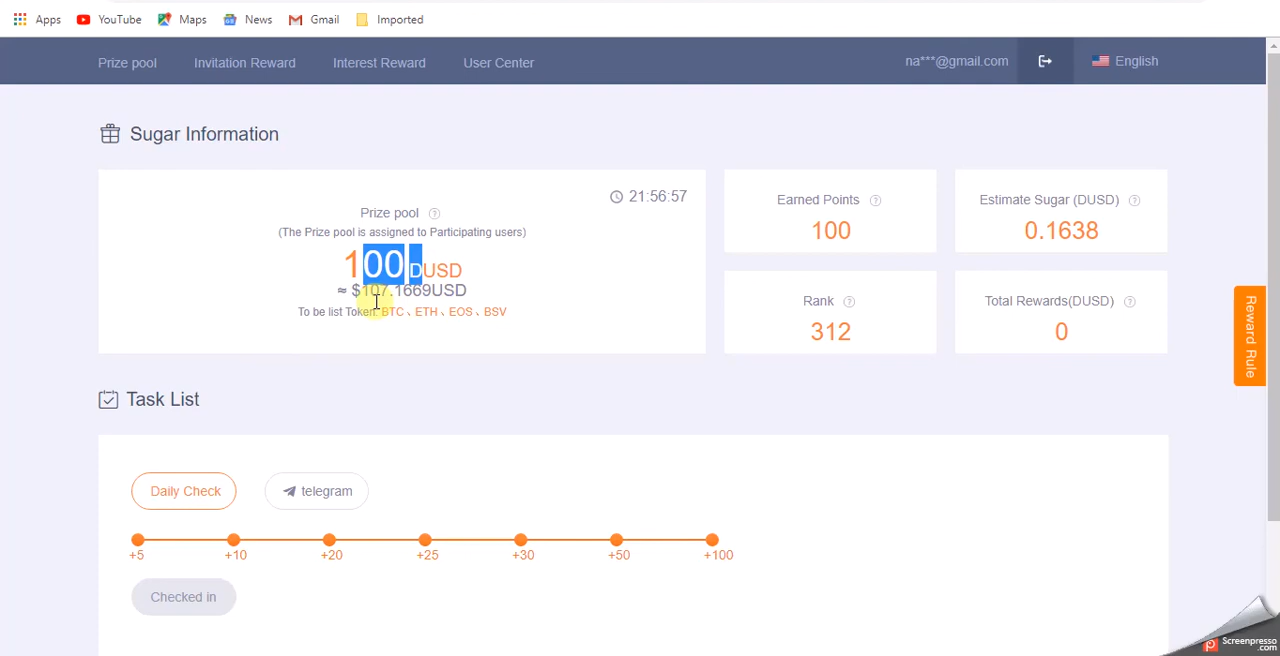 Apps YouTube Maps News Gmail Imported
Prize pool Invitation Reward Interest Reward User Center na***@gmail.com English
Sugar Information
21:56:57
Prize pool
(The Prize pool is assigned to Participating users)
100 DUSD
≈ $107.1669USD
To be list Token: BTC、ETH、EOS、BSV
Earned Points
100
Estimate Sugar (DUSD)
0.1638
Rank
312
Total Rewards(DUSD)
0
Reward Rule
Task List
Daily Check telegram
+5 +10 +20 +25 +30 +50 +100
Checked in
Screenpresso
.com